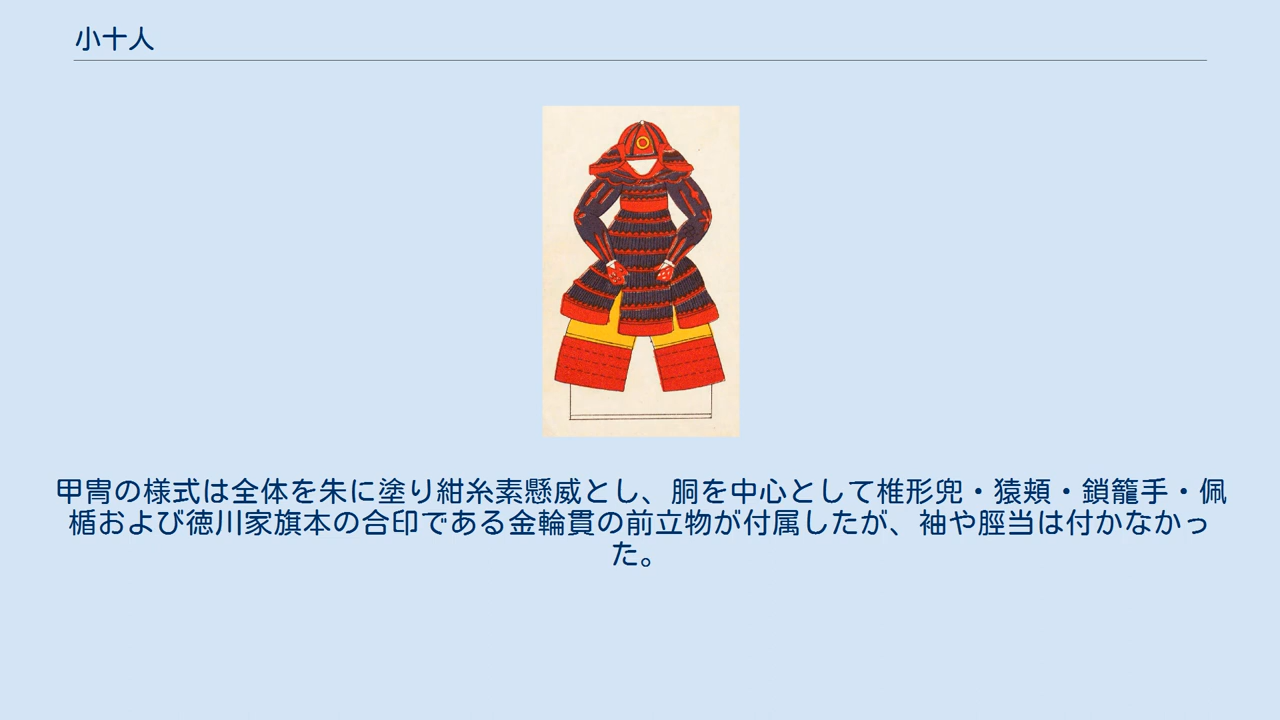 小十人
甲冑の様式は全体を朱に塗り紺糸素懸威とし、胴を中心として椎形兜・猿頬・鎖籠手・佩
楯および徳川家旗本の合印である金輪貫の前立物が付属したが、袖や脛当は付かなかっ
た。